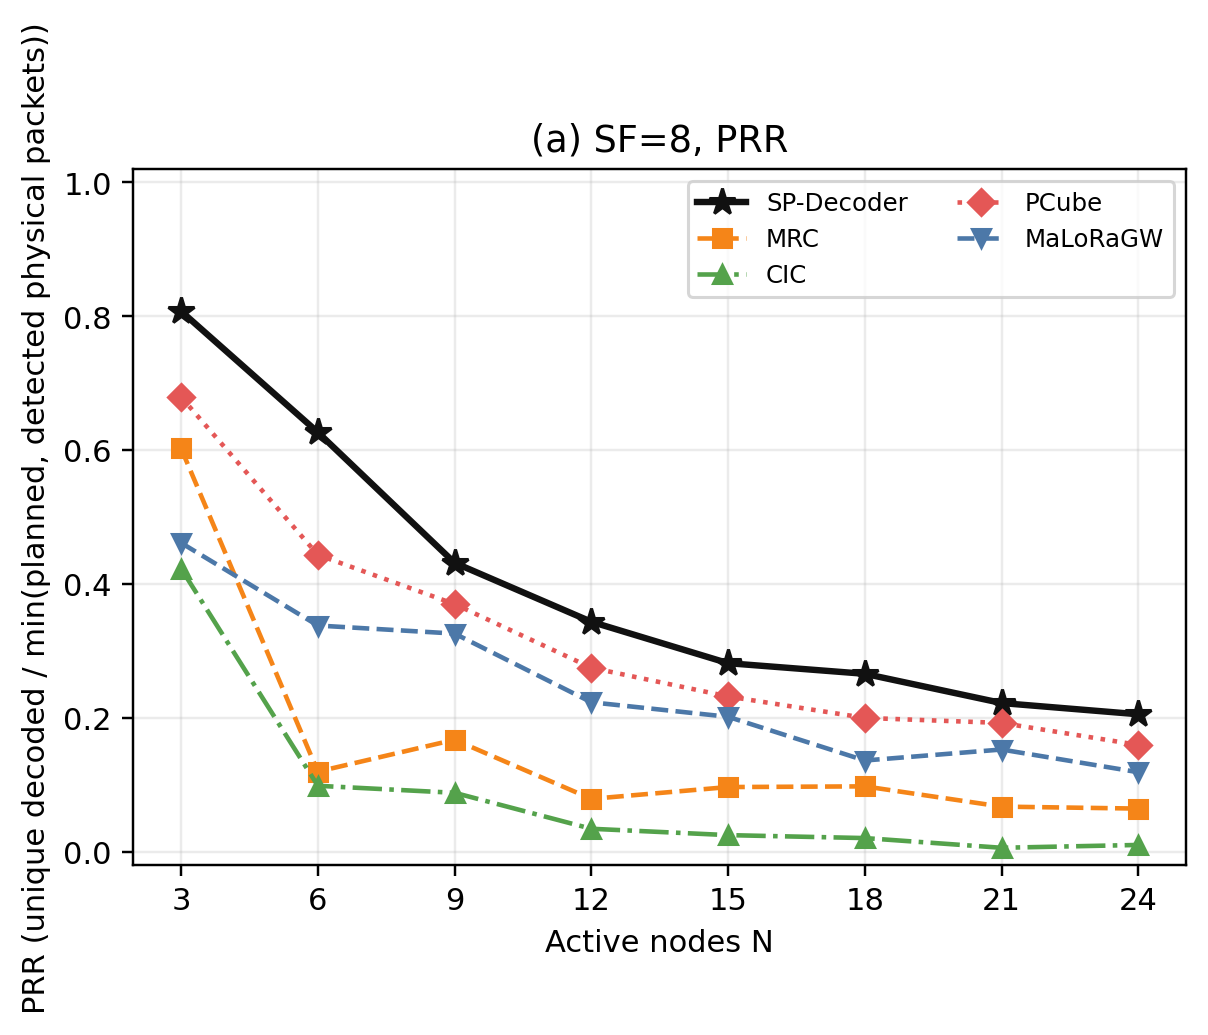 (a) SF=8, PRR
PRR (unique decoded / min(planned, detected physical packets))
1.0
0.8
0.6
0.4
0.2
0.0
SP-Decoder
MRC
CIC
PCube
MaLoRaGW
3 6 9 12 15 18 21 24
Active nodes N